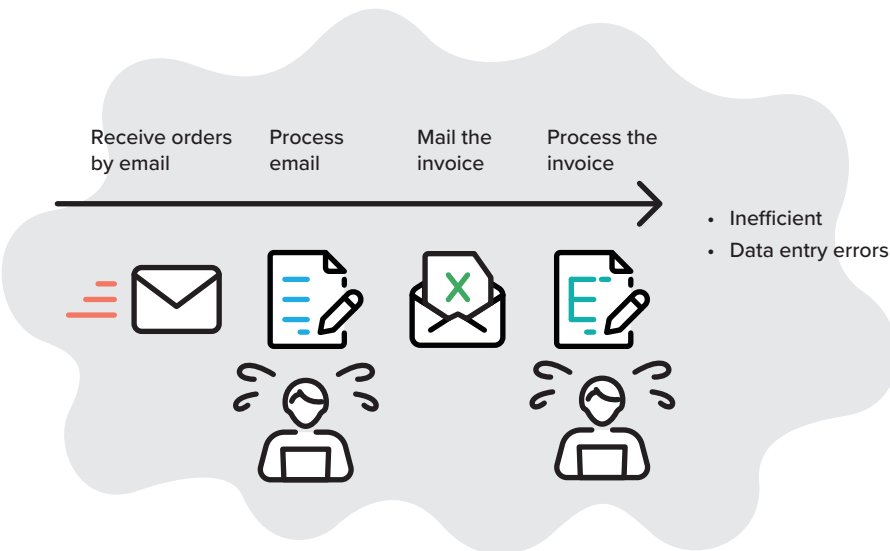 Receive orders
by email
Process
email
Mail the
invoice
Process the
invoice
• Inefficient
• Data entry errors
X
E